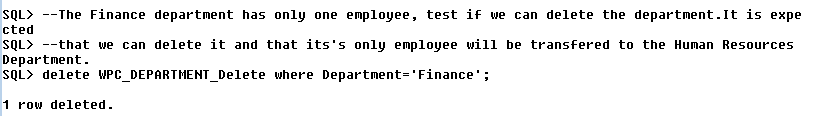 SQL> --The Finance department has only one employee, test if we can delete the department.It is expe
cted
SQL> --that we can delete it and that its's only employee will be transfered to the Human Resources
Department.
SQL> delete WPC_DEPARTMENT_Delete where Department='Finance';
1 row deleted.